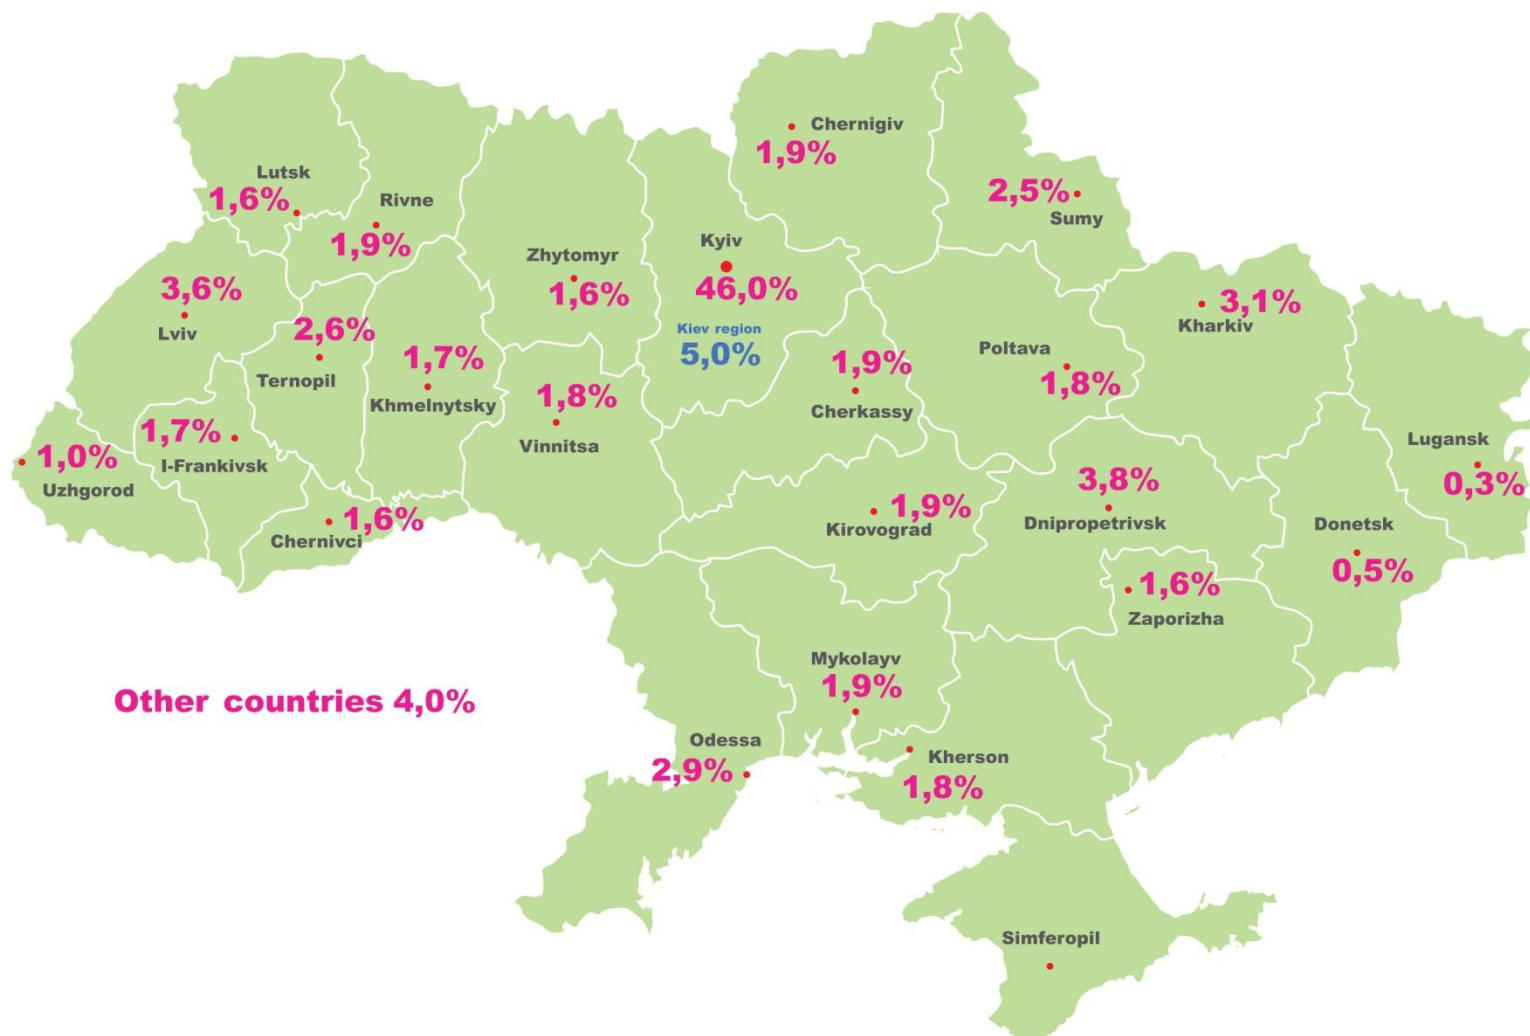 Chernigiv
1,9%
Lutsk
1,6%
Rivne
1,9%
2,5%
Sumy
Kyiv
46,0%
Kiev region
5,0%
Zhytomyr
1,6%
3,6%
Lviv
2,6%
Ternopil
1,7%
Khmelnytsky
1,8%
Vinnitsa
1,9%
Cherkassy
Poltava
1,8%
3,1%
Kharkiv
1,0%
Uzhgorod
1,7%
I-Frankivsk
1,6%
Chernivci
1,9%
Kirovograd
3,8%
Dnipropetrivsk
Lugansk
0,3%
Donetsk
0,5%
1,6%
Zaporizha
Mykolayv
1,9%
Other countries 4,0%
Odessa
2,9%
Kherson
1,8%
Simferopil